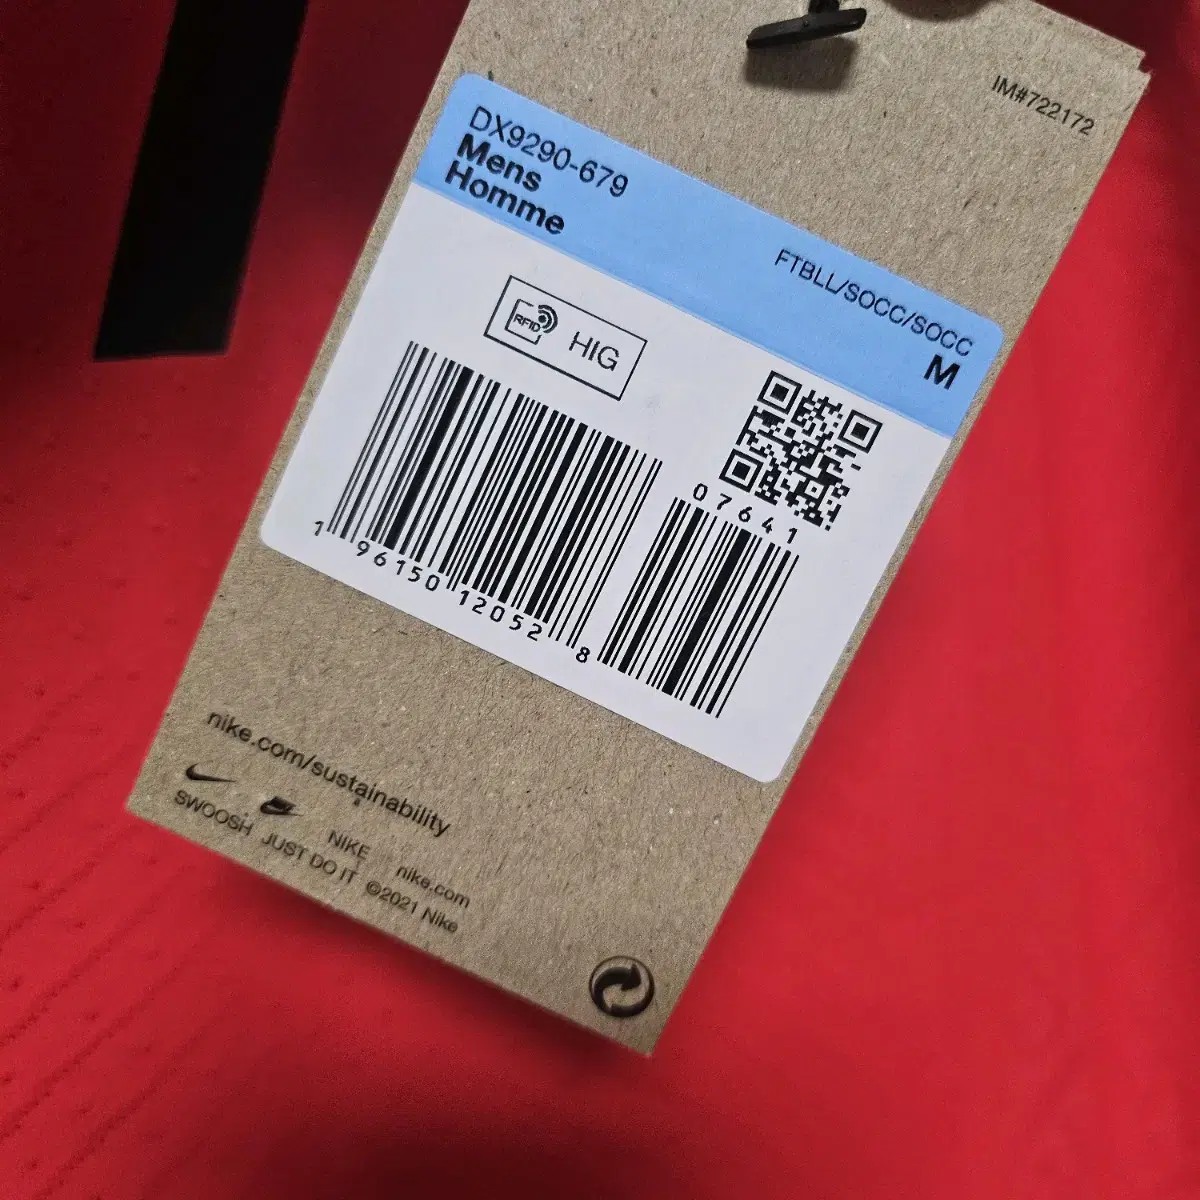 IM#722172
DX9290-679
Mens
Homme
FTBLL/SOCC/SOCC
M
RFID HIG
07641
1 96150 12052 8
nike.com/sustainability
NIKE nike.com
SWOOSH JUST DO IT ©2021 Nike